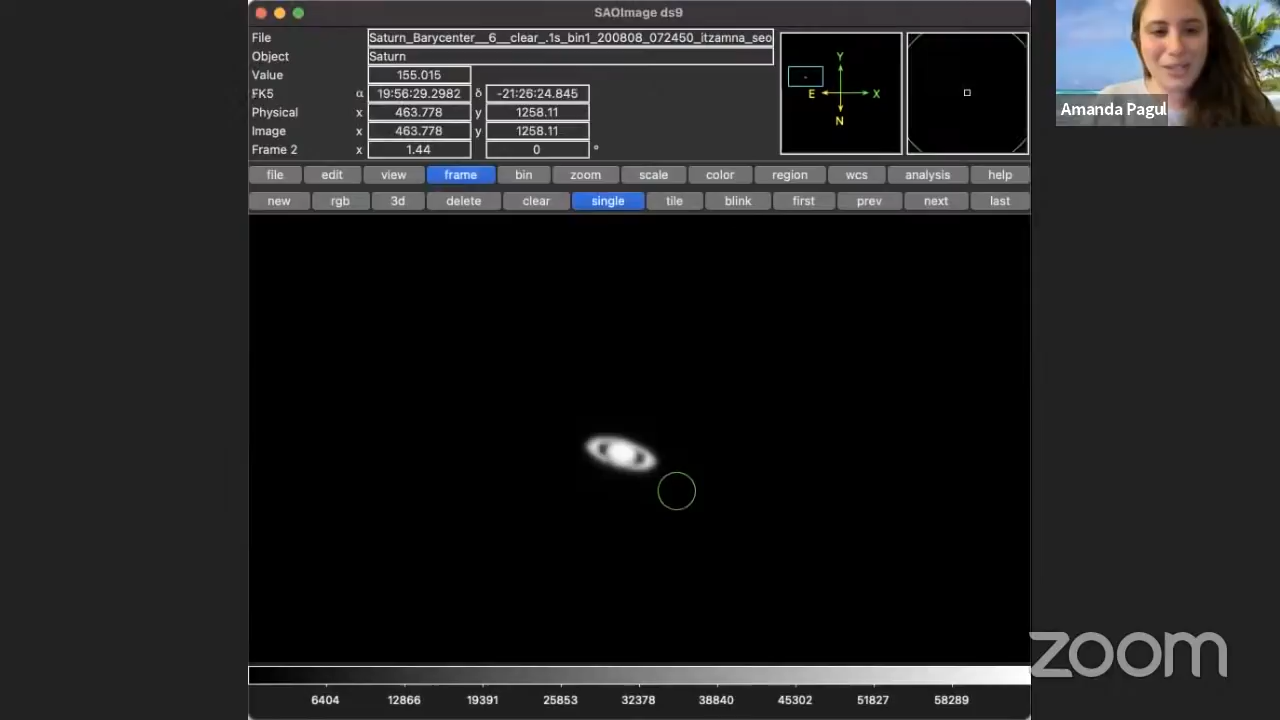 SAOImage ds9
File Saturn_Barycenter__6__clear_.1s_bin1_200808_072450_itzamna_seo
Object Saturn
Value 155.015
FK5 α 19:56:29.2982 δ -21:26:24.845
Physical x 463.778 y 1258.11
Image x 463.778 y 1258.11
Frame 2 x 1.44 0 °
Y
E X
N
Amanda Pagul
file edit view frame bin zoom scale color region wcs analysis help
new rgb 3d delete clear single tile blink first prev next last
6404 12866 19391 25853 32378 38840 45302 51827 58289
zoom